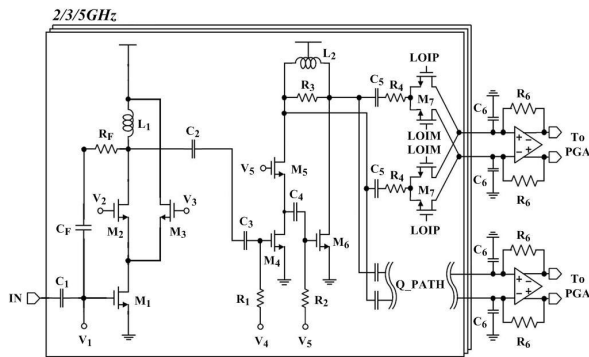 2/3/5GHz
L2
LOIP
C5
R4
M7
R3
C6
R6
L1
To
PGA
RF
C2
LOIM
LOIM
V5
M5
C5
R4
C6
R6
V2
V3
M7
C4
M2
M3
C3
CF
M4
M6
LOIP
R6
C6
C1
IN
M1
R1
R2
Q_PATH
To
PGA
C6
R6
V1
V4
V5